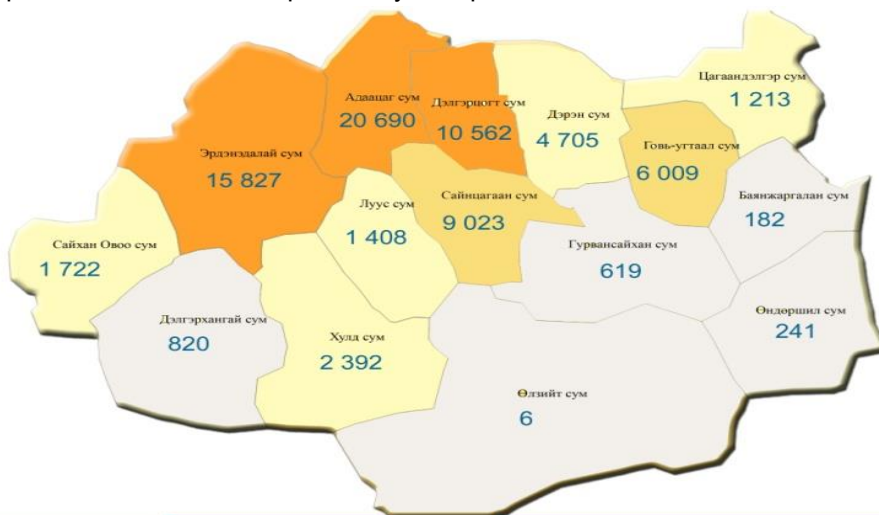 Цагаандэлгэр сум
1 213
Адаацаг сум
20 690
Дэлгэрцогт сум
10 562
Дэрэн сум
4 705
Говь-угтаал сум
6 009
Эрдэнэдалай сум
15 827
Луус сум
1 408
Сайнцагаан сум
9 023
Баянжаргалан сум
182
Сайхан Овоо сум
1 722
Гурвансайхан сум
619
Дэлгэрхангай сум
820
Хулд сум
2 392
Өндөршил сум
241
Өлзийт сум
6